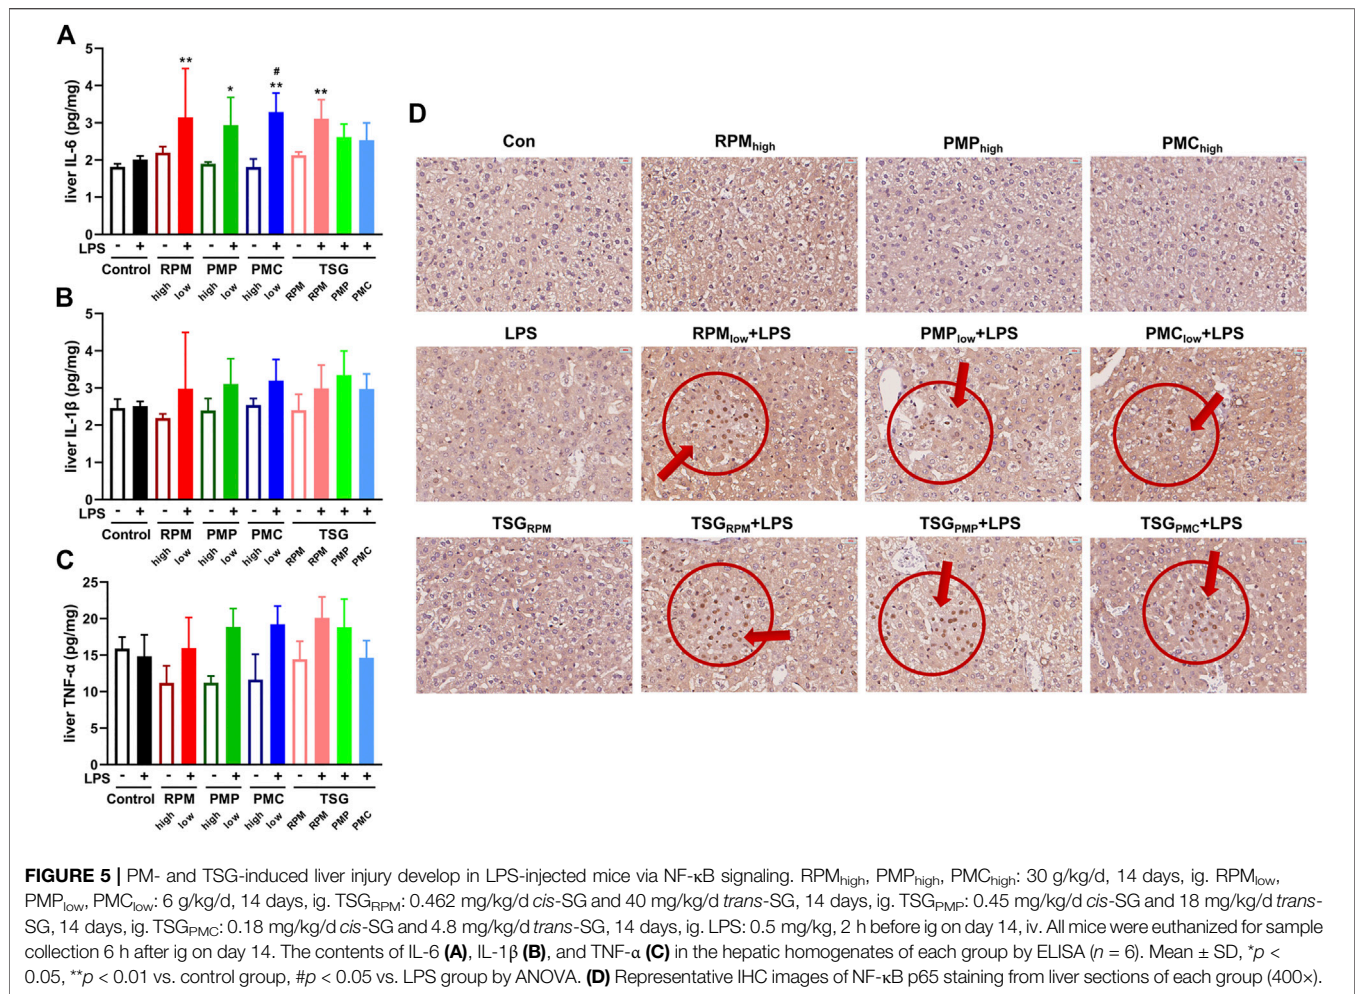 A
liver IL-6 (pg/mg)
5
4
3
2
1
0
** * # ** **
LPS - + - + - + - + - + + +
Control RPM PMP PMC TSG
high low high low high low RPM RPM PMP PMC
B
liver IL-1β (pg/mg)
5
4
3
2
1
0
LPS - + - + - + - + - + + +
Control RPM PMP PMC TSG
high low high low high low RPM RPM PMP PMC
C
liver TNF-α (pg/mg)
25
20
15
10
5
0
LPS - + - + - + - + - + + +
Control RPM PMP PMC TSG
high low high low high low RPM RPM PMP PMC
D
Con RPMhigh PMPhigh PMChigh
LPS RPMlow+LPS PMPlow+LPS PMClow+LPS
TSGRPM TSGRPM+LPS TSGPMP+LPS TSGPMC+LPS
FIGURE 5 | PM- and TSG-induced liver injury develop in LPS-injected mice via NF-κB signaling. RPMhigh, PMPhigh, PMChigh: 30 g/kg/d, 14 days, ig. RPMlow,
PMPlow, PMClow: 6 g/kg/d, 14 days, ig. TSGRPM: 0.462 mg/kg/d cis-SG and 40 mg/kg/d trans-SG, 14 days, ig. TSGPMP: 0.45 mg/kg/d cis-SG and 18 mg/kg/d trans-
SG, 14 days, ig. TSGPMC: 0.18 mg/kg/d cis-SG and 4.8 mg/kg/d trans-SG, 14 days, ig. LPS: 0.5 mg/kg, 2 h before ig on day 14, iv. All mice were euthanized for sample
collection 6 h after ig on day 14. The contents of IL-6 (A), IL-1β (B), and TNF-α (C) in the hepatic homogenates of each group by ELISA (n = 6). Mean ± SD, *p <
0.05, **p < 0.01 vs. control group, #p < 0.05 vs. LPS group by ANOVA. (D) Representative IHC images of NF-κB p65 staining from liver sections of each group (400×).